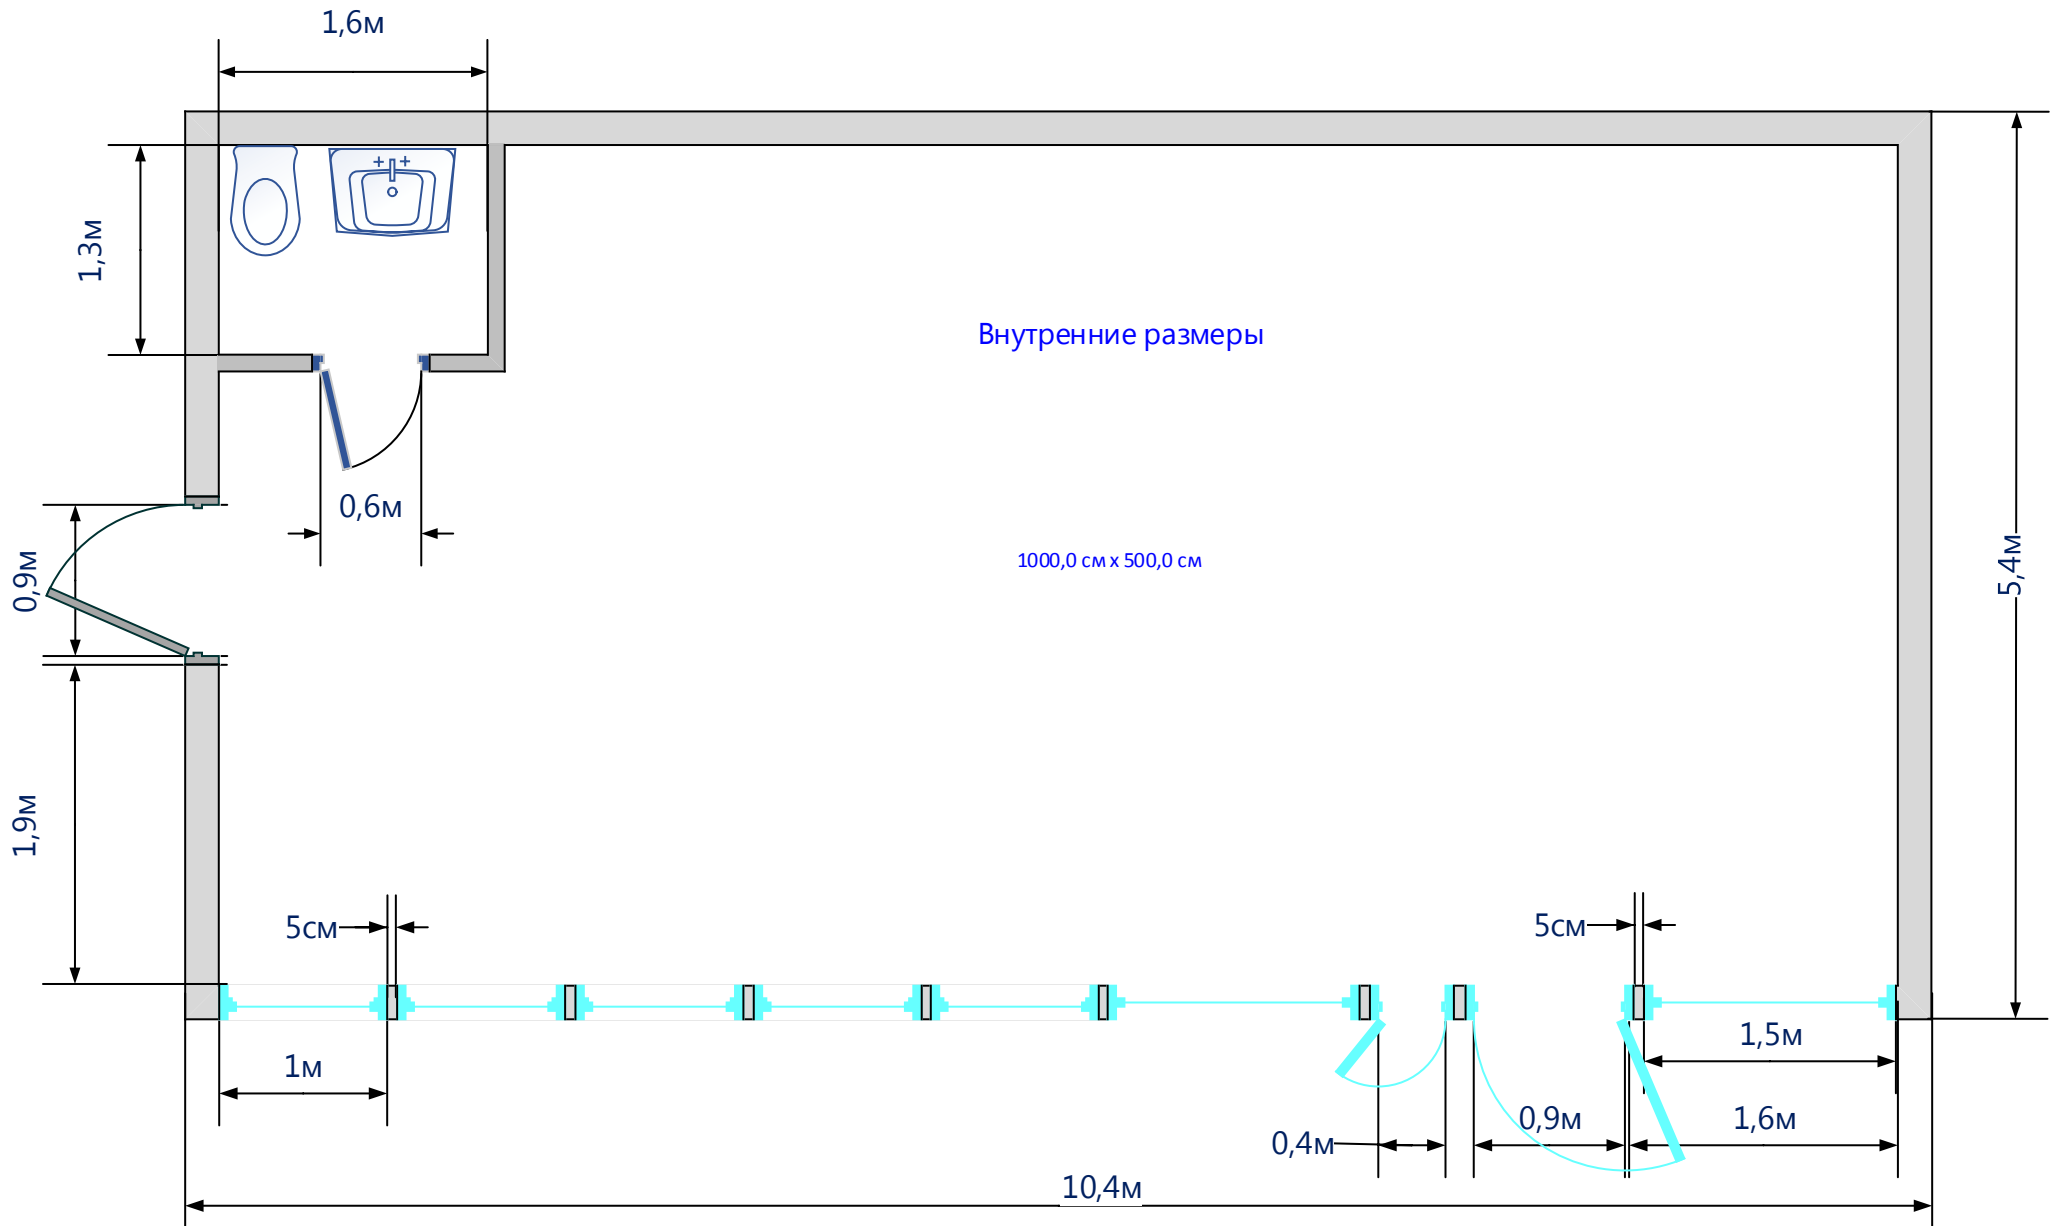 1,6м
1,3м
Внутренние размеры
0,6м
0,9м
1000,0 см x 500,0 см
5,4м
1,9м
5см
5см
1м
1,5м
0,4м
0,9м
1,6м
10,4м